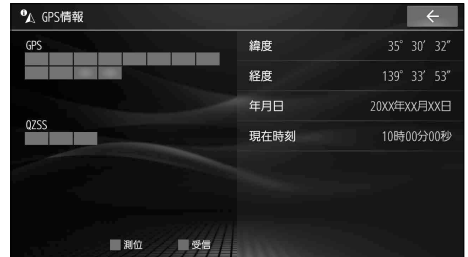 GPS情報
GPS
QZSS
測位 受信
緯度 35° 30′ 32″
経度 139° 33′ 53″
年月日 20XX年XX月XX日
現在時刻 10時00分00秒